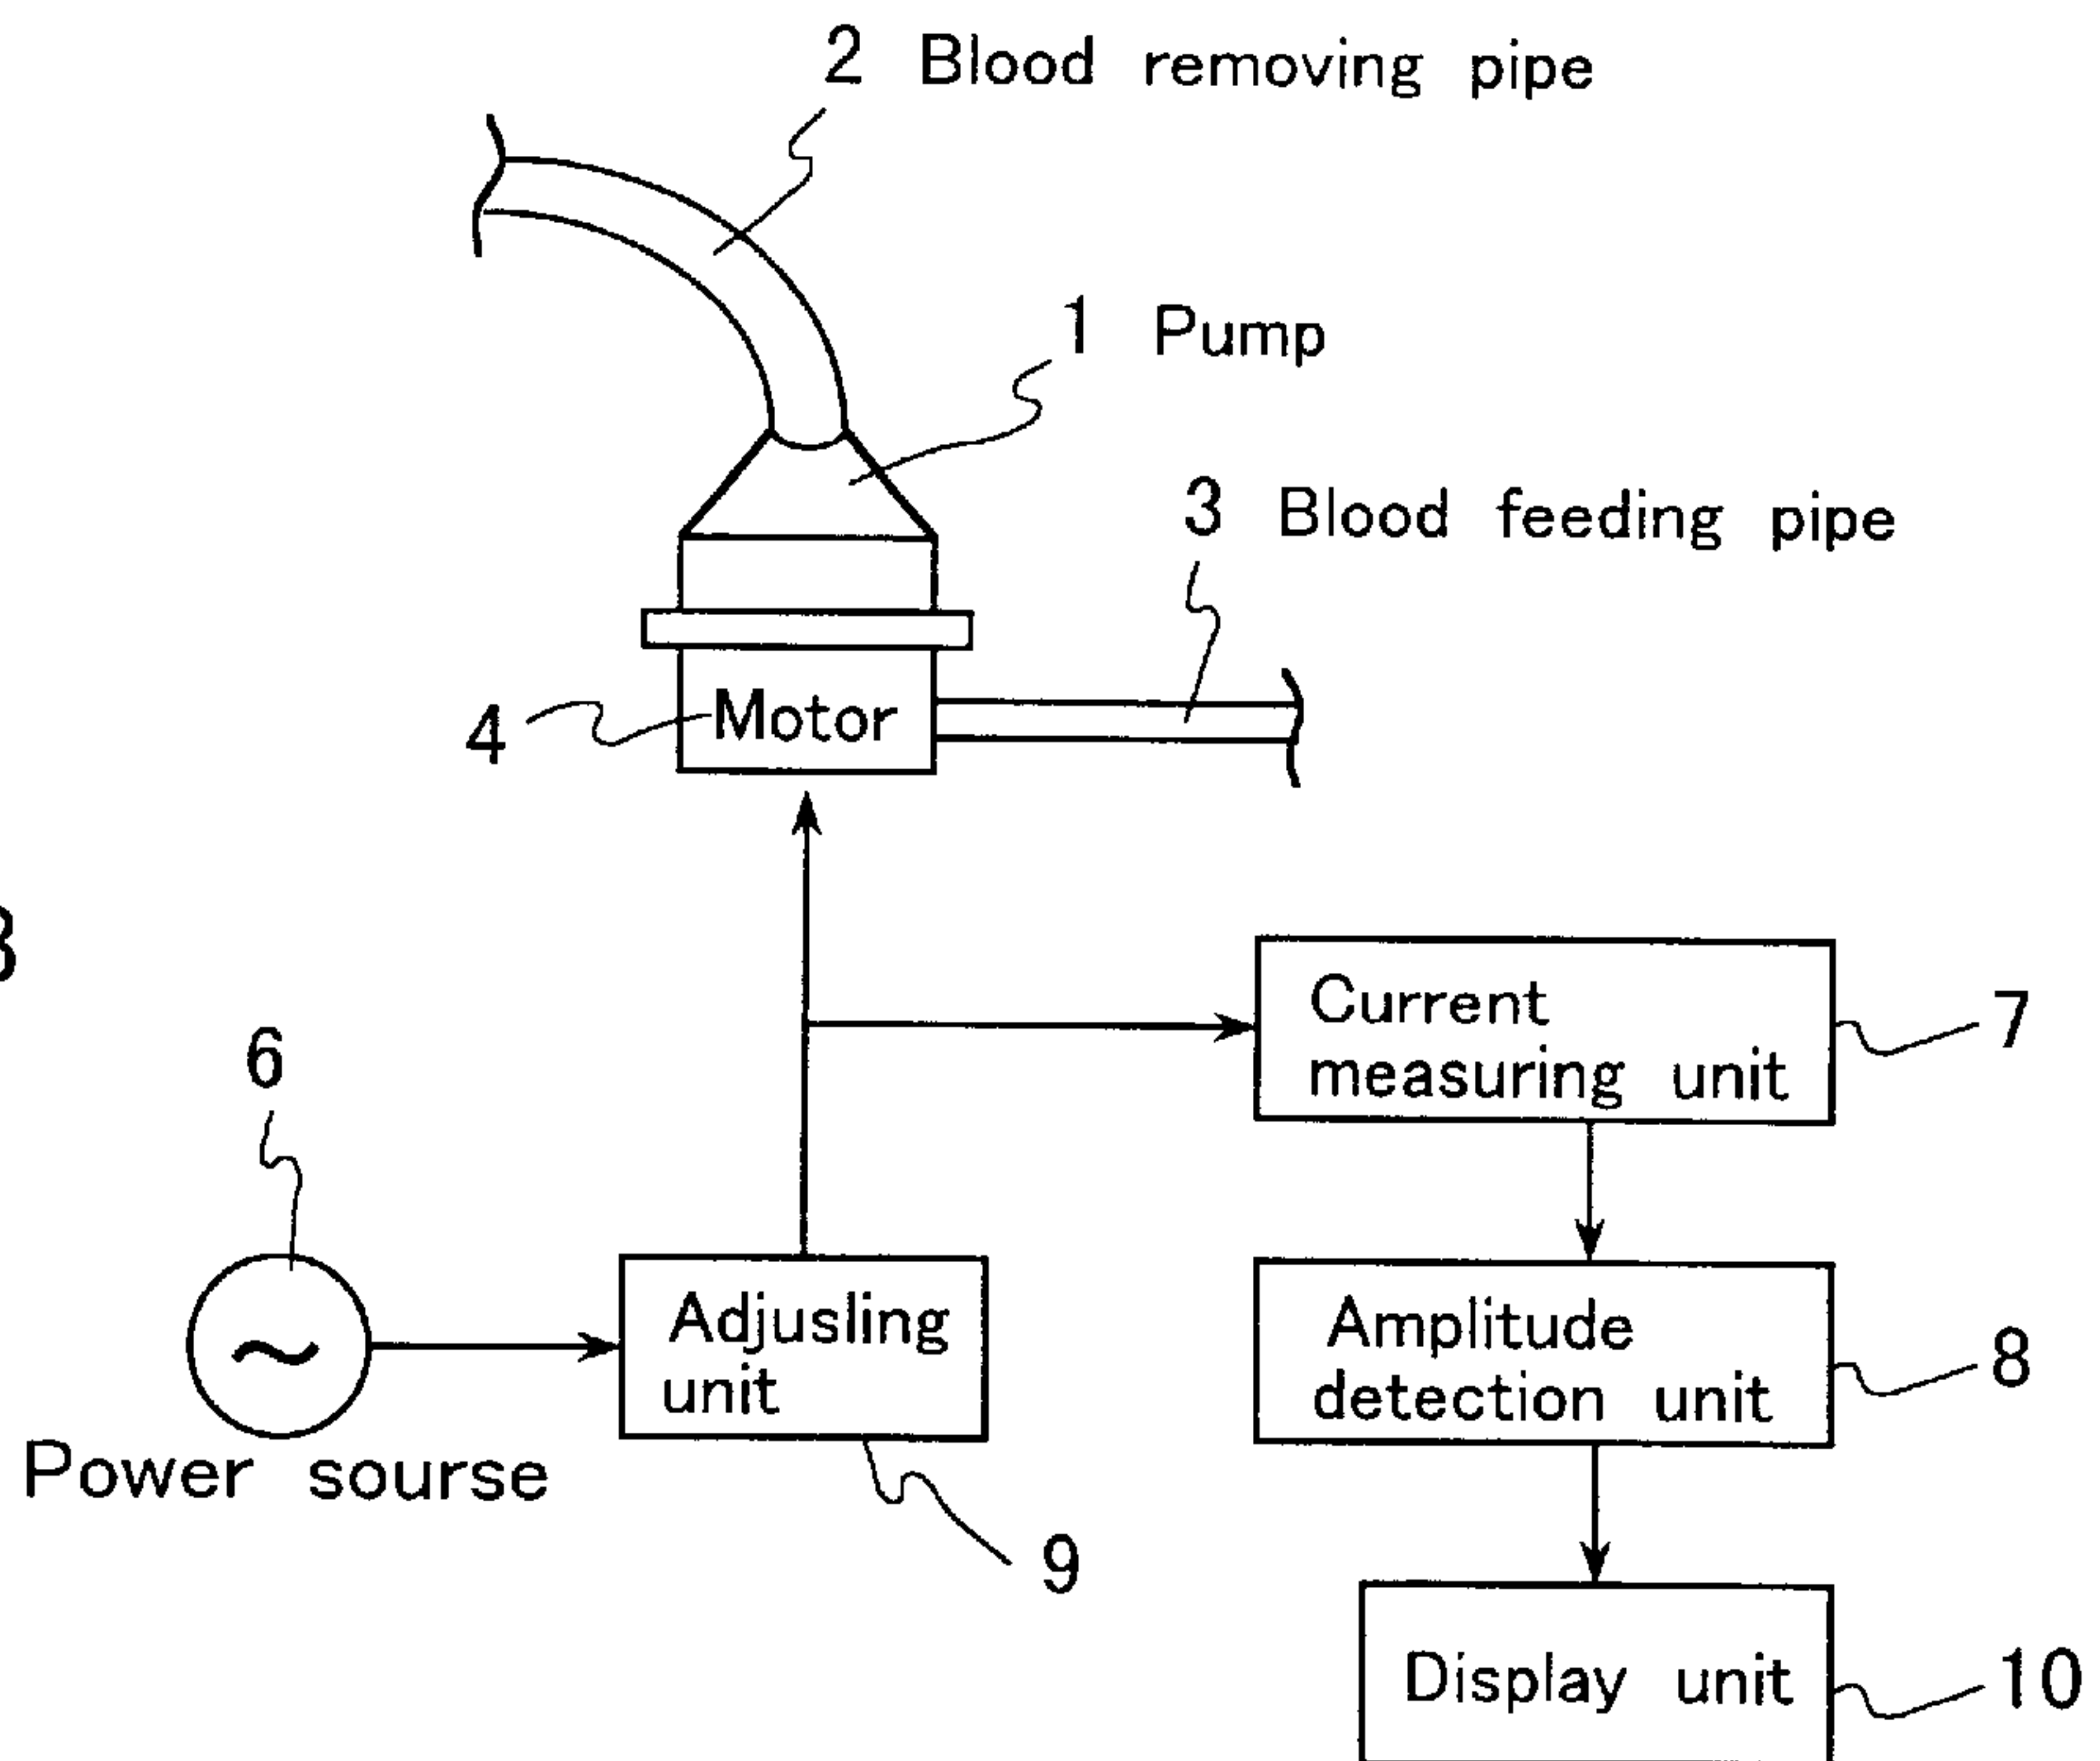 2 Blood removing pipe
1 Pump
3 Blood feeding pipe
4
Motor
6
Current
measuring unit
7
Adjusling
unit
Amplitude
detection unit
8
Power sourse
9
Display unit
10